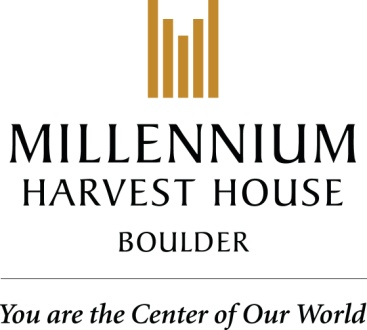 MILLENNIUM
HARVEST HOUSE
BOULDER
You are the Center of Our World